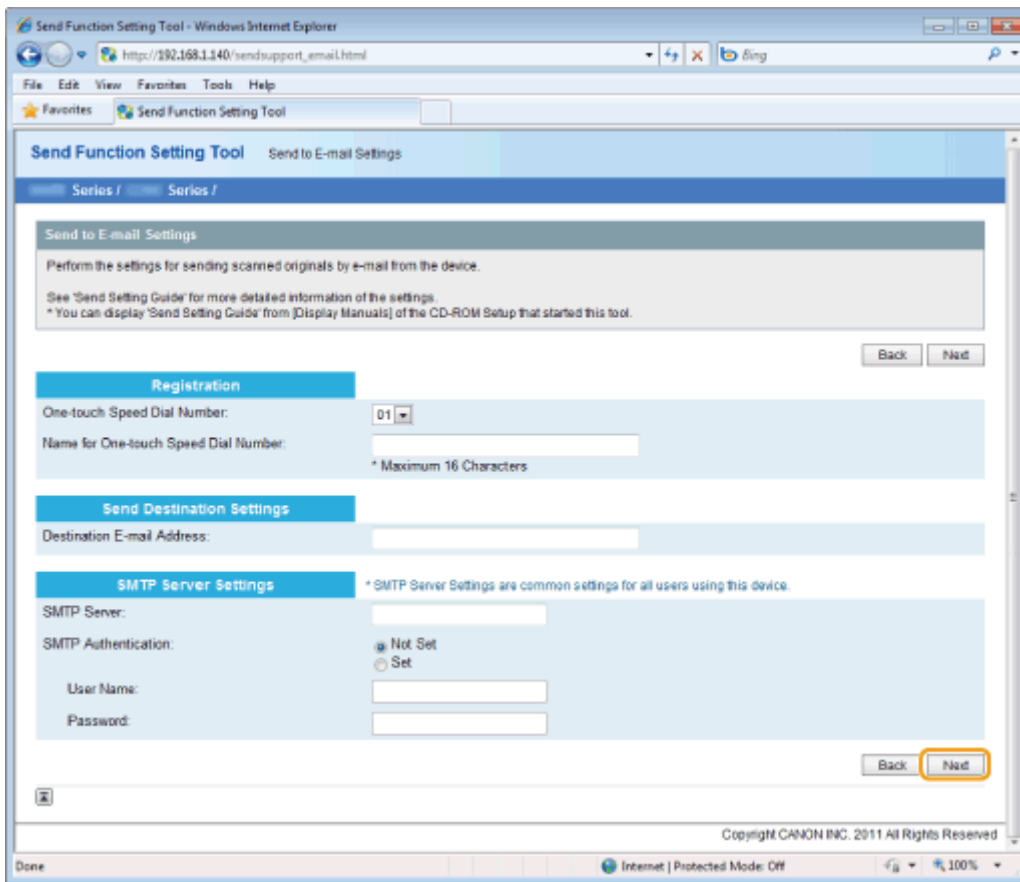 Send Function Setting Tool - Windows Internet Explorer
http://192.168.1.140/sendsupport_email.html
Bing
File Edit View Favorites Tools Help
Favorites Send Function Setting Tool
Send Function Setting Tool Send to E-mail Settings
Series / Series /
Send to E-mail Settings
Perform the settings for sending scanned originals by e-mail from the device.
See 'Send Setting Guide' for more detailed information of the settings.
* You can display 'Send Setting Guide' from [Display Manuals] of the CD-ROM Setup that started this tool.
Back Next
Registration
One-touch Speed Dial Number: 01
Name for One-touch Speed Dial Number:
* Maximum 16 Characters
Send Destination Settings
Destination E-mail Address:
SMTP Server Settings * SMTP Server Settings are common settings for all users using this device.
SMTP Server:
SMTP Authentication: Not Set
Set
User Name:
Password:
Back Next
Copyright CANON INC. 2011 All Rights Reserved
Done Internet | Protected Mode: Off 100%